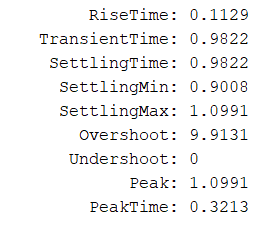 RiseTime: 0.1129
TransientTime: 0.9822
SettlingTime: 0.9822
SettlingMin: 0.9008
SettlingMax: 1.0991
Overshoot: 9.9131
Undershoot: 0
Peak: 1.0991
PeakTime: 0.3213